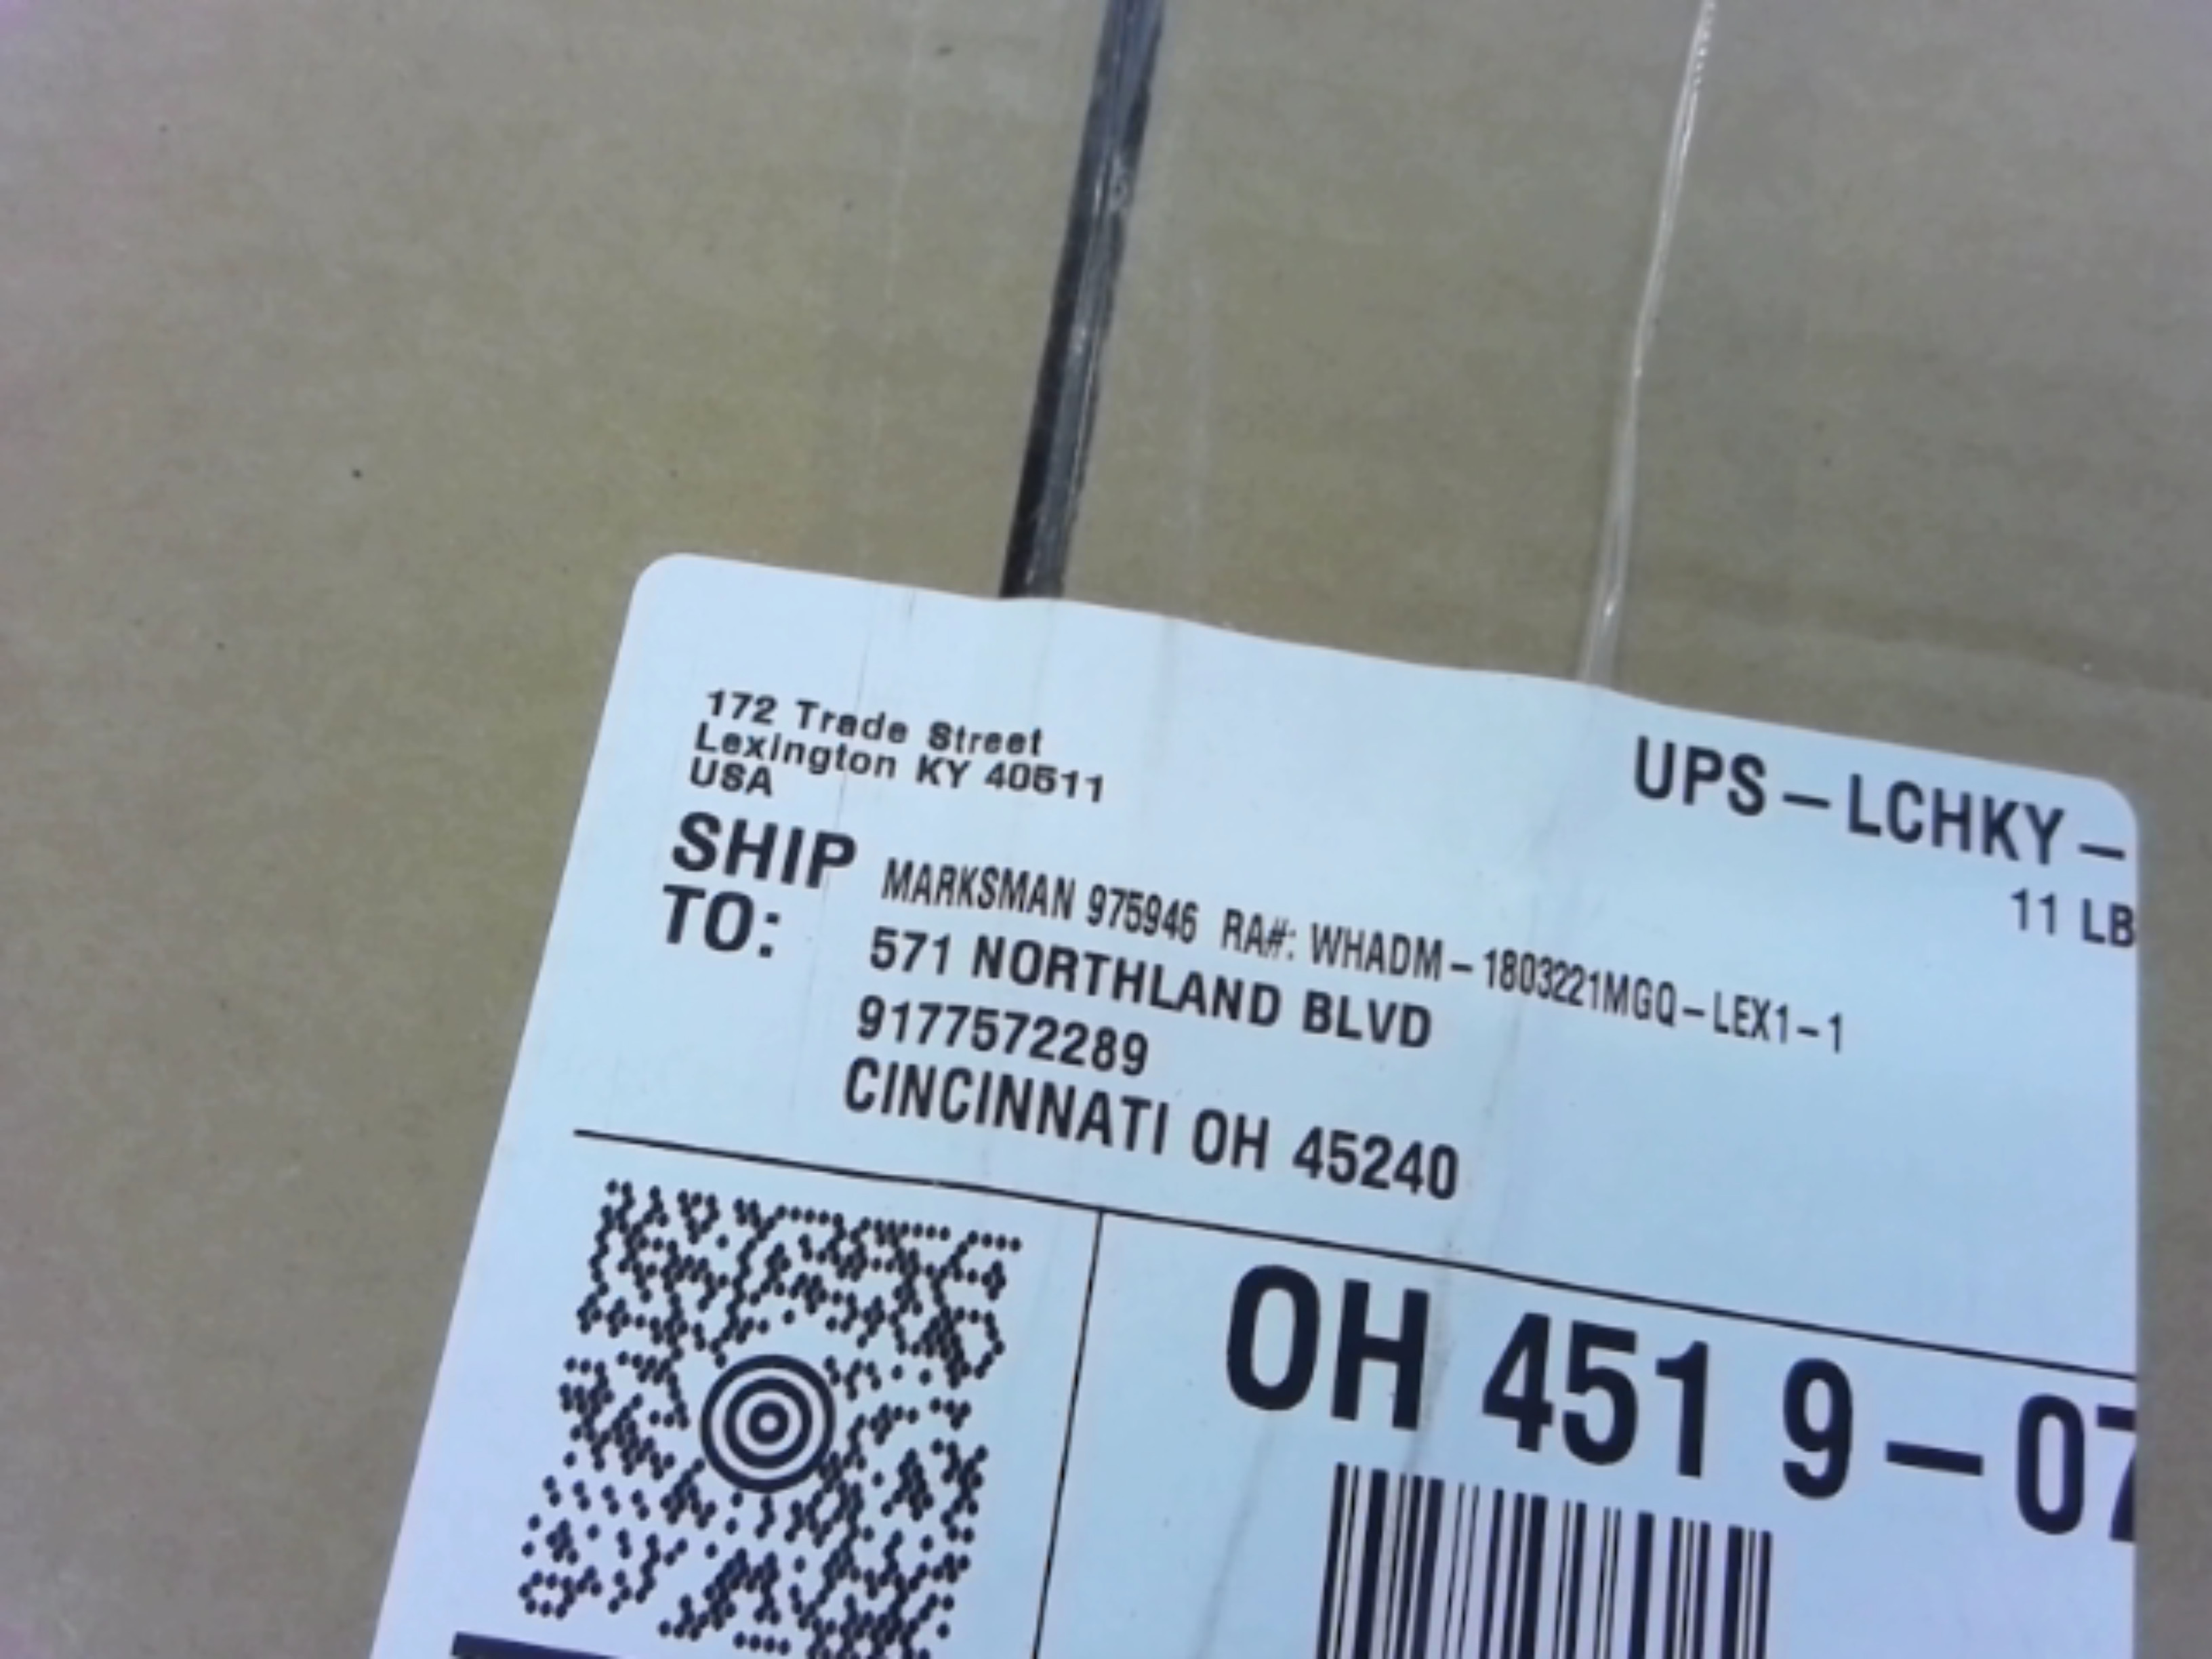 172 Trade Street
Lexington KY 40511
USA
UPS-LCHKY-
11 LB
SHIP TO:
MARKSMAN 975946 RA#: WHADM-1803221MGQ-LEX1-1
571 NORTHLAND BLVD
9177572289
CINCINNATI OH 45240
OH 451 9-07